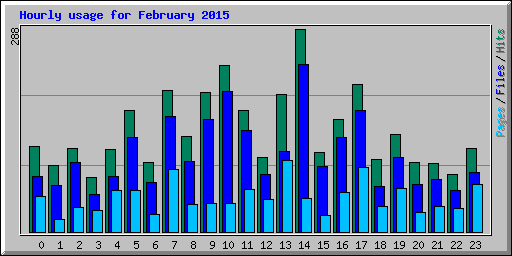 Hourly usage for February 2015
288
Pages/Files/Hits
0 1 2 3 4 5 6 7 8 9 10 11 12 13 14 15 16 17 18 19 20 21 22 23